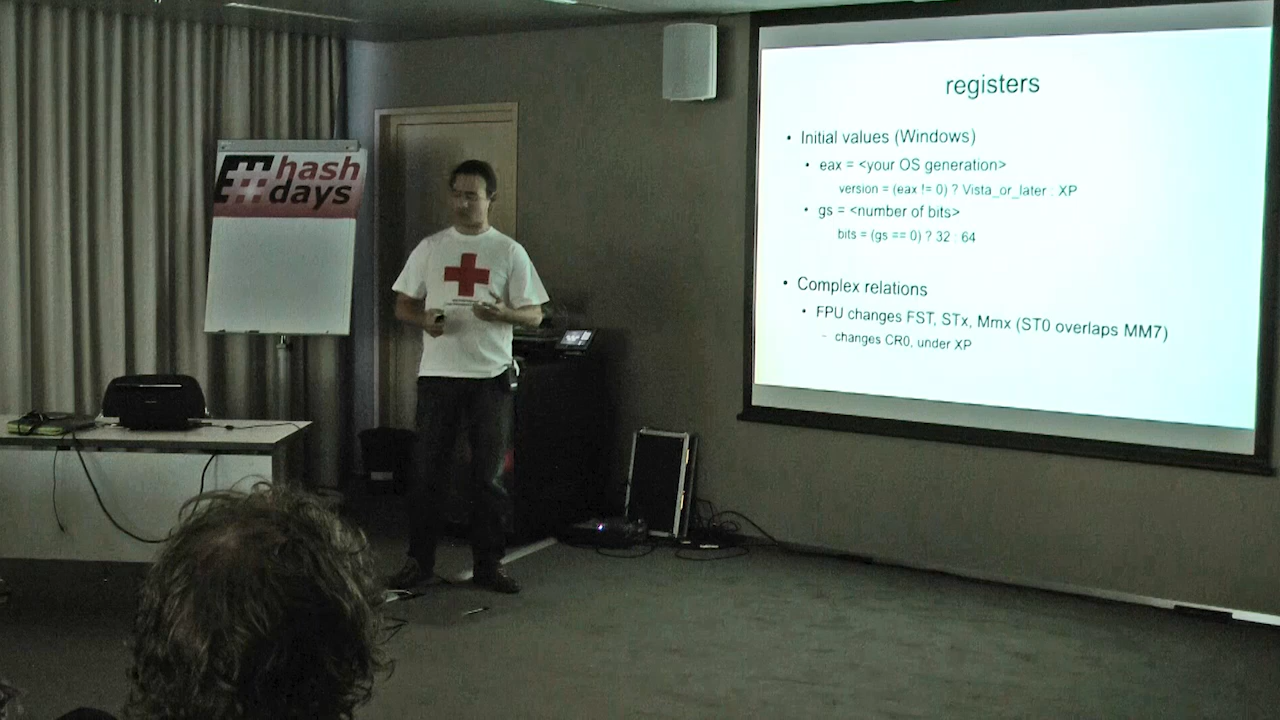 hash
days
registers
• Initial values (Windows)
• eax = <your OS generation>
version = (eax != 0) ? Vista_or_later : XP
• gs = <number of bits>
bits = (gs == 0) ? 32 : 64
• Complex relations
• FPU changes FST, STx, Mmx (ST0 overlaps MM7)
– changes CR0, under XP